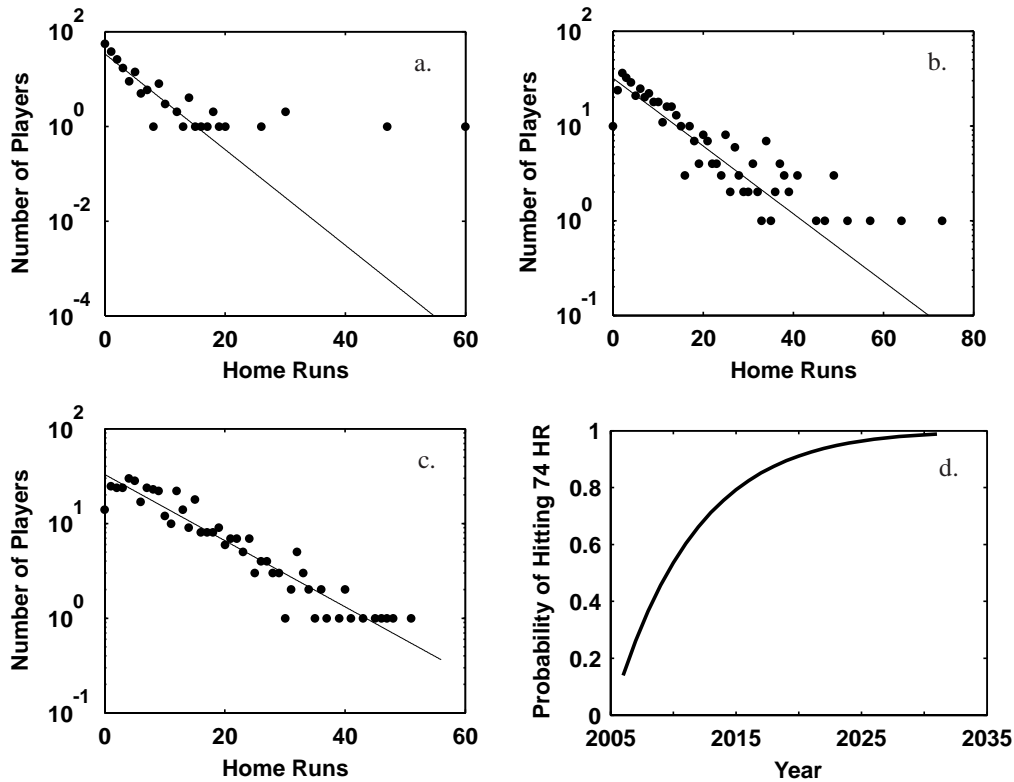 a.
10^2
10^0
10^-2
10^-4
Number of Players
0 20 40 60
Home Runs
b.
10^2
10^1
10^0
10^-1
Number of Players
0 20 40 60 80
Home Runs
c.
10^2
10^1
10^0
10^-1
Number of Players
0 20 40 60
Home Runs
d.
1
0.8
0.6
0.4
0.2
0
Probability of Hitting 74 HR
2005 2015 2025 2035
Year